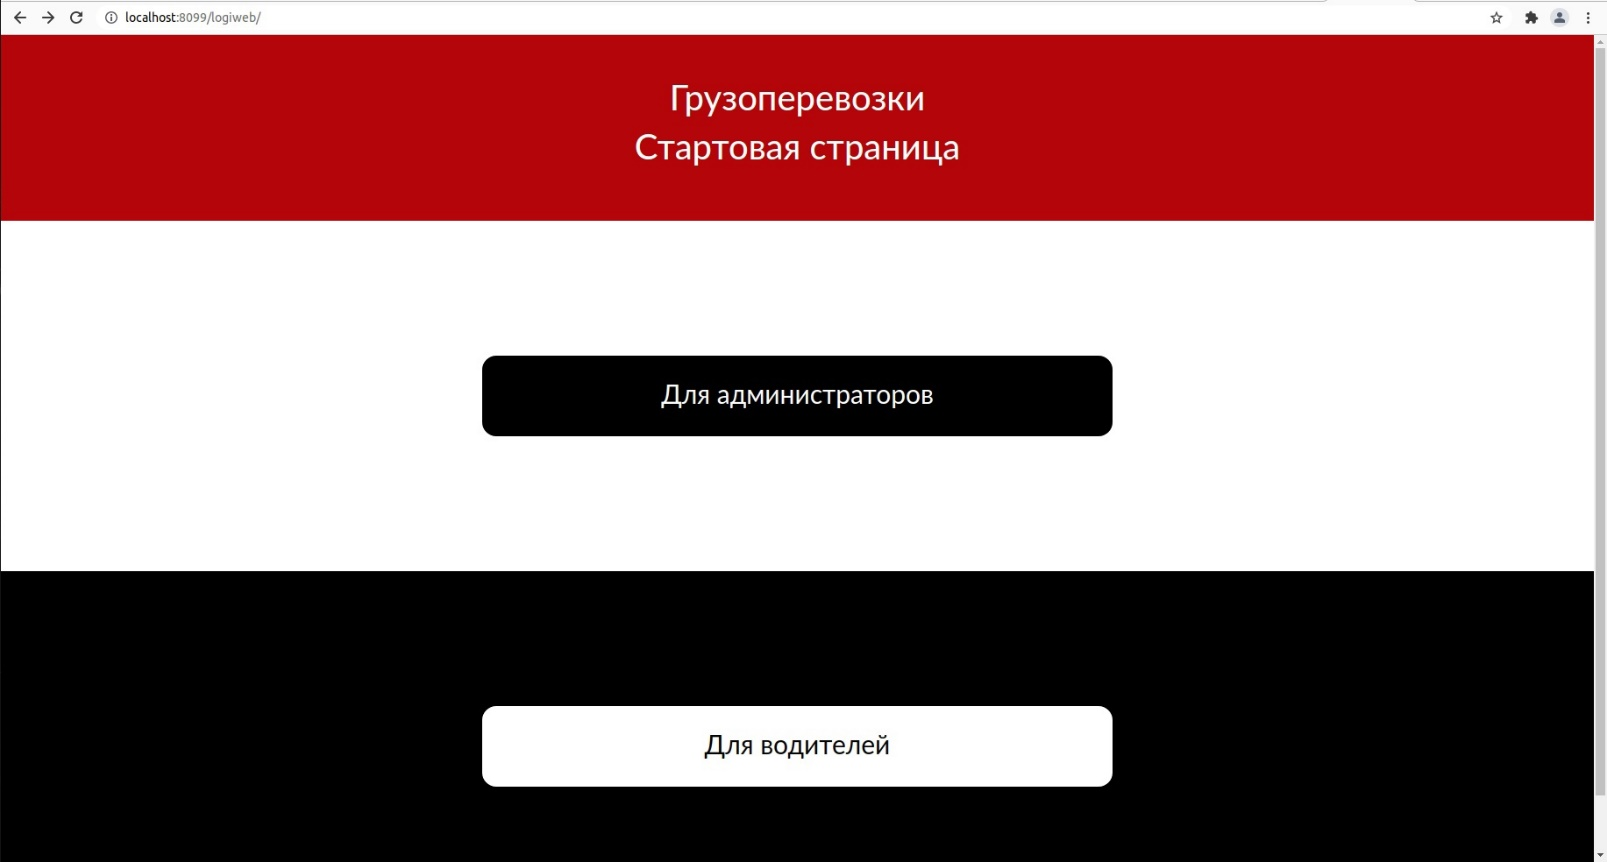 localhost:8099/logiweb/
Грузоперевозки
Стартовая страница
Для администраторов
Для водителей